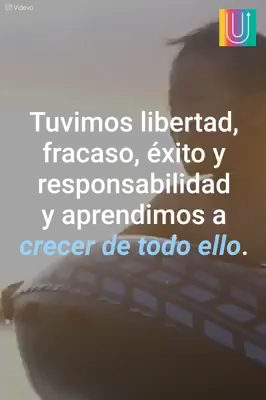 Videvo
U
Tuvimos libertad,
fracaso, éxito y
responsabilidad
y aprendimos a
crecer de todo ello.